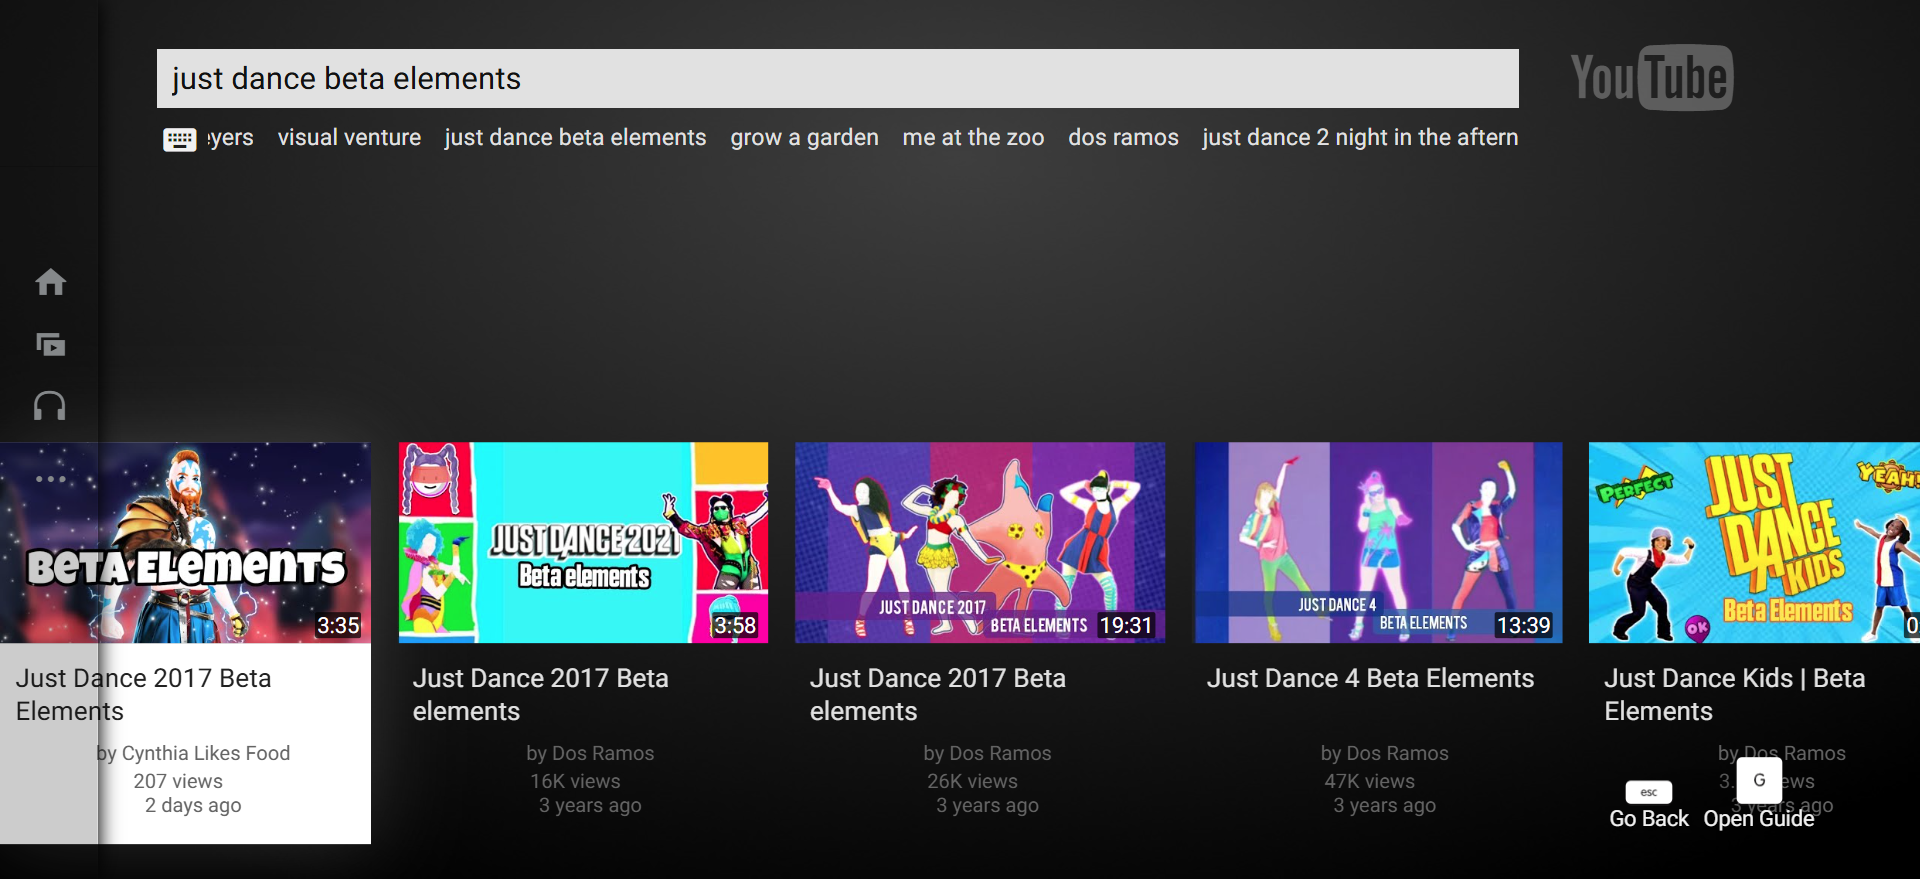 just dance beta elements
YouTube
yers visual venture just dance beta elements grow a garden me at the zoo dos ramos just dance 2 night in the aftern
BETA ELEMENTS
3:35
Just Dance 2017 Beta
Elements
by Cynthia Likes Food
207 views
2 days ago
JUST DANCE 2021
Beta elements
3:58
Just Dance 2017 Beta
elements
by Dos Ramos
16K views
3 years ago
JUST DANCE 2017
BETA ELEMENTS
19:31
Just Dance 2017 Beta
elements
by Dos Ramos
26K views
3 years ago
JUST DANCE 4
BETA ELEMENTS
13:39
Just Dance 4 Beta Elements
by Dos Ramos
47K views
3 years ago
PERFECT
YEAH!
JUST
DANCE
KIDS
Beta Elements
OK
0
Just Dance Kids | Beta
Elements
by Dos Ramos
3. ews
3 years ago
esc
Go Back
G
Open Guide